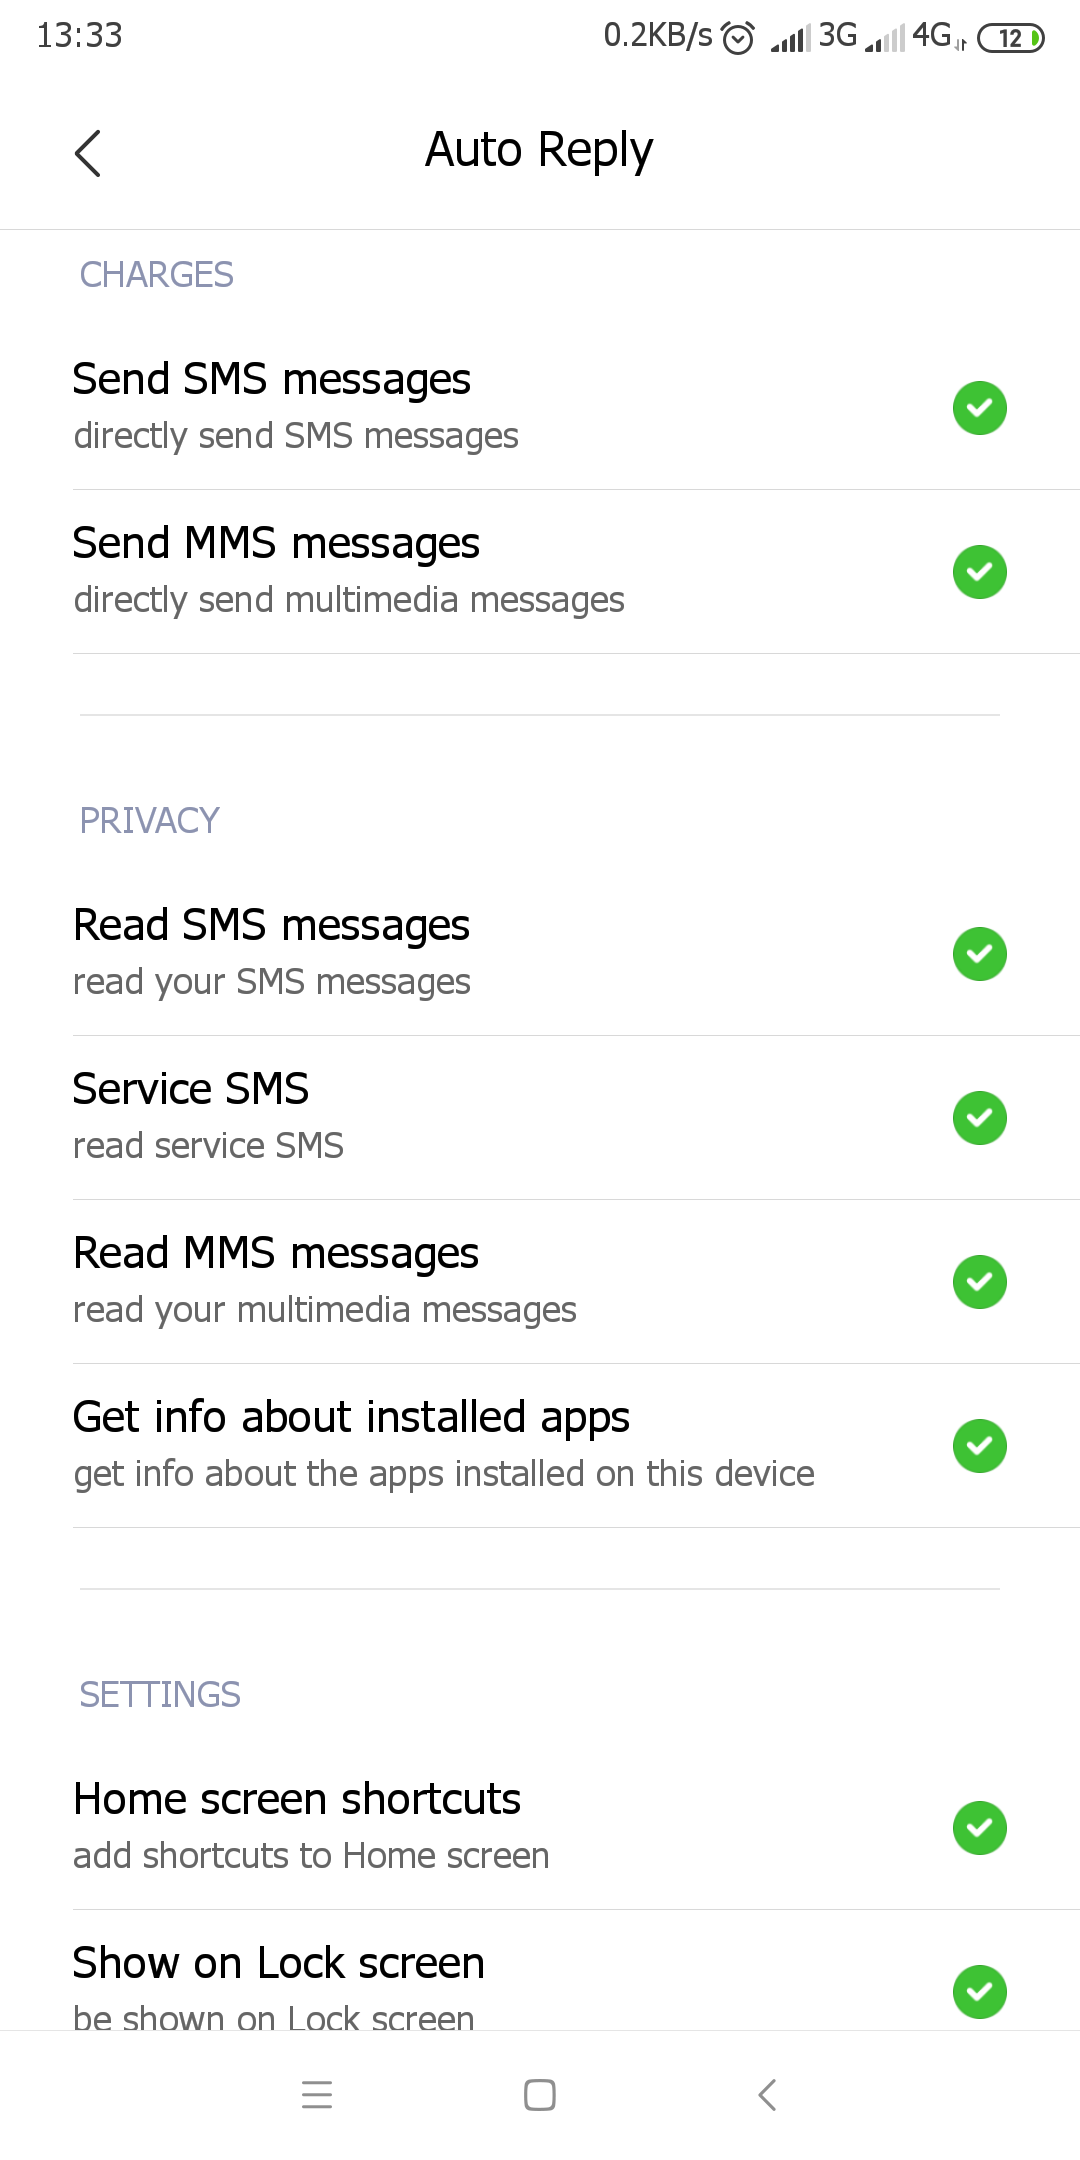 13:33 0.2KB/s 3G 4G 12
Auto Reply
CHARGES
Send SMS messages
directly send SMS messages
Send MMS messages
directly send multimedia messages
PRIVACY
Read SMS messages
read your SMS messages
Service SMS
read service SMS
Read MMS messages
read your multimedia messages
Get info about installed apps
get info about the apps installed on this device
SETTINGS
Home screen shortcuts
add shortcuts to Home screen
Show on Lock screen
be shown on Lock screen